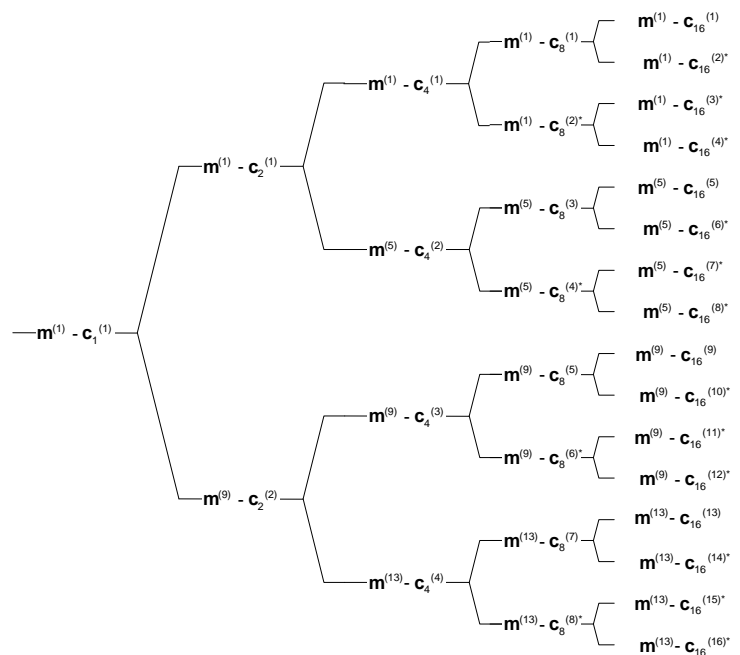 m⁽¹⁾ - c₁₆⁽¹⁾
m⁽¹⁾ - c₈⁽¹⁾
m⁽¹⁾ - c₁₆⁽²⁾*
m⁽¹⁾ - c₄⁽¹⁾
m⁽¹⁾ - c₁₆⁽³⁾*
m⁽¹⁾ - c₈⁽²⁾*
m⁽¹⁾ - c₁₆⁽⁴⁾*
m⁽¹⁾ - c₂⁽¹⁾
m⁽⁵⁾ - c₁₆⁽⁵⁾
m⁽⁵⁾ - c₈⁽³⁾
m⁽⁵⁾ - c₁₆⁽⁶⁾*
m⁽⁵⁾ - c₄⁽²⁾
m⁽⁵⁾ - c₁₆⁽⁷⁾*
m⁽⁵⁾ - c₈⁽⁴⁾*
m⁽⁵⁾ - c₁₆⁽⁸⁾*
m⁽¹⁾ - c₁⁽¹⁾
m⁽⁹⁾ - c₁₆⁽⁹⁾
m⁽⁹⁾ - c₈⁽⁵⁾
m⁽⁹⁾ - c₁₆⁽¹⁰⁾*
m⁽⁹⁾ - c₄⁽³⁾
m⁽⁹⁾ - c₁₆⁽¹¹⁾*
m⁽⁹⁾ - c₈⁽⁶⁾*
m⁽⁹⁾ - c₁₆⁽¹²⁾*
m⁽⁹⁾ - c₂⁽²⁾
m⁽¹³⁾ - c₁₆⁽¹³⁾
m⁽¹³⁾ - c₈⁽⁷⁾
m⁽¹³⁾ - c₁₆⁽¹⁴⁾*
m⁽¹³⁾ - c₄⁽⁴⁾
m⁽¹³⁾ - c₁₆⁽¹⁵⁾*
m⁽¹³⁾ - c₈⁽⁸⁾*
m⁽¹³⁾ - c₁₆⁽¹⁶⁾*